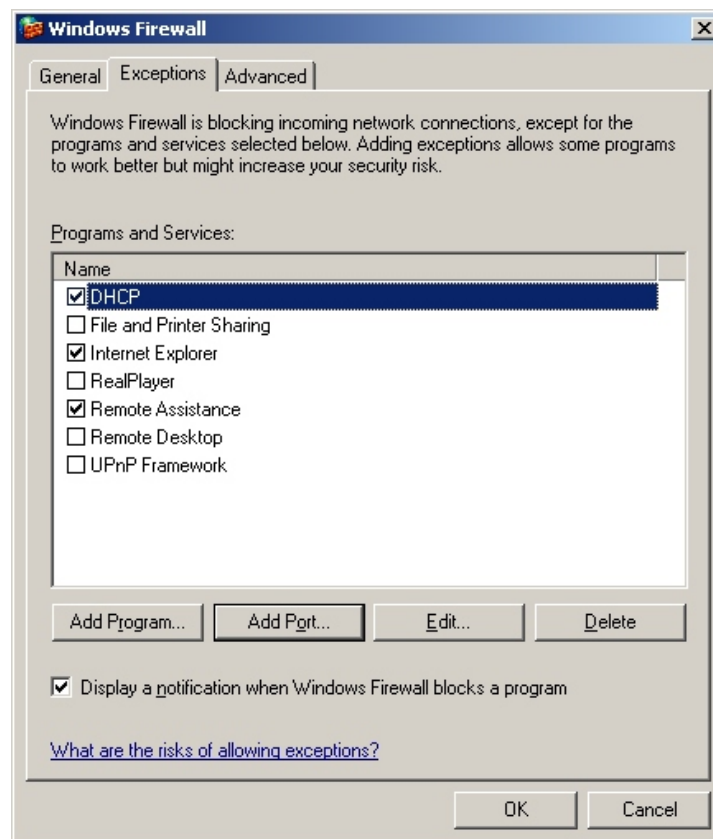 Windows Firewall
General Exceptions Advanced
Windows Firewall is blocking incoming network connections, except for the
programs and services selected below. Adding exceptions allows some programs
to work better but might increase your security risk.
Programs and Services:
Name
DHCP
File and Printer Sharing
Internet Explorer
RealPlayer
Remote Assistance
Remote Desktop
UPnP Framework
Add Program... Add Port... Edit... Delete
Display a notification when Windows Firewall blocks a program
What are the risks of allowing exceptions?
OK Cancel